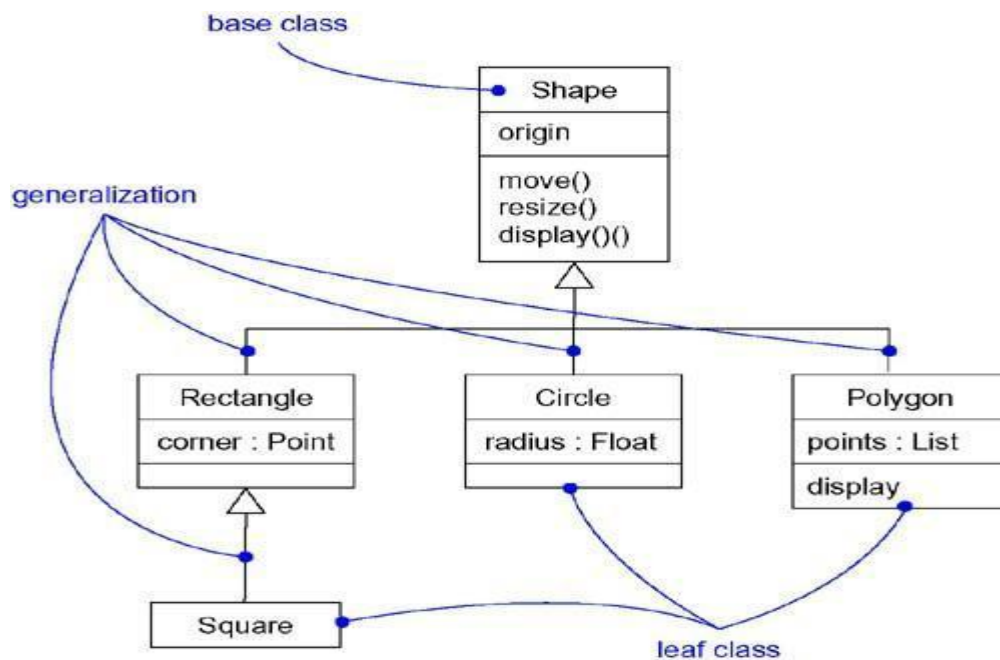 base class
Shape
origin
move()
resize()
display()()
generalization
Rectangle
corner : Point
Circle
radius : Float
Polygon
points : List
display
Square
leaf class